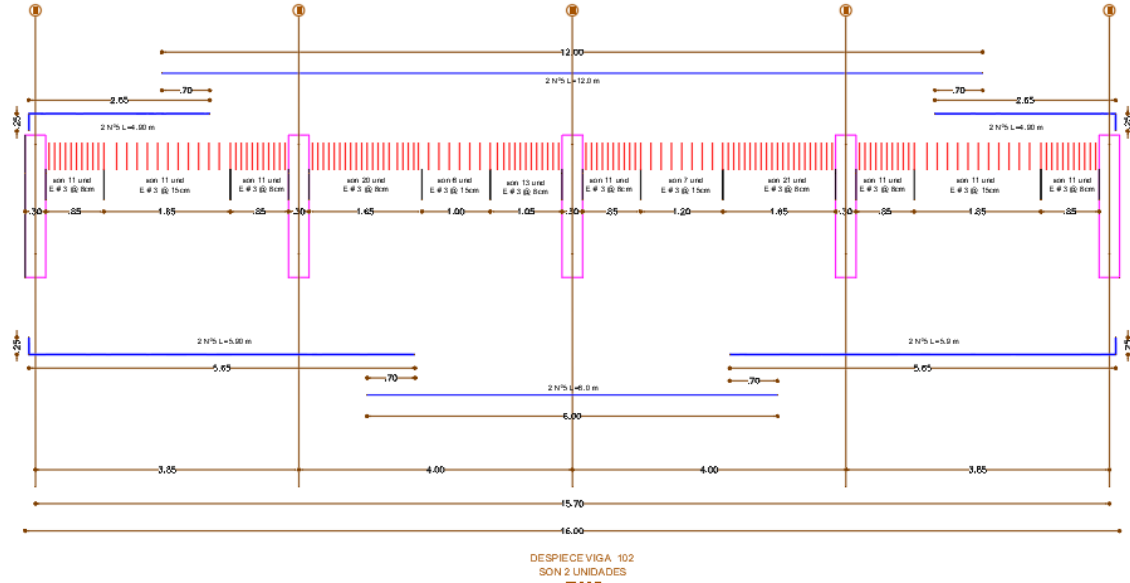 12.00
2 Nº5 L=12.0 m
.70
.70
2.65
2.65
.25
.25
2 Nº5 L=4.90 m
2 Nº5 L=4.90 m
son 11 und
E # 3 @ 8cm
son 11 und
E # 3 @ 15cm
son 11 und
E # 3 @ 8cm
son 20 und
E # 3 @ 8cm
son 6 und
E # 3 @ 15cm
son 13 und
E # 3 @ 8cm
son 11 und
E # 3 @ 8cm
son 7 und
E # 3 @ 15cm
son 21 und
E # 3 @ 8cm
son 11 und
E # 3 @ 8cm
son 11 und
E # 3 @ 15cm
son 11 und
E # 3 @ 8cm
.30 .85 1.85 .85 .30 1.65 1.00 1.05 .30 .85 1.20 1.65 .30 .85 1.85 .85
.25
2 Nº5 L=5.90 m
2 Nº5 L=5.9 m
.25
5.65
5.65
.70
.70
2 Nº5 L=6.0 m
6.00
3.85 4.00 4.00 3.85
15.70
16.00
DESPIECE VIGA 102
SON 2 UNIDADES